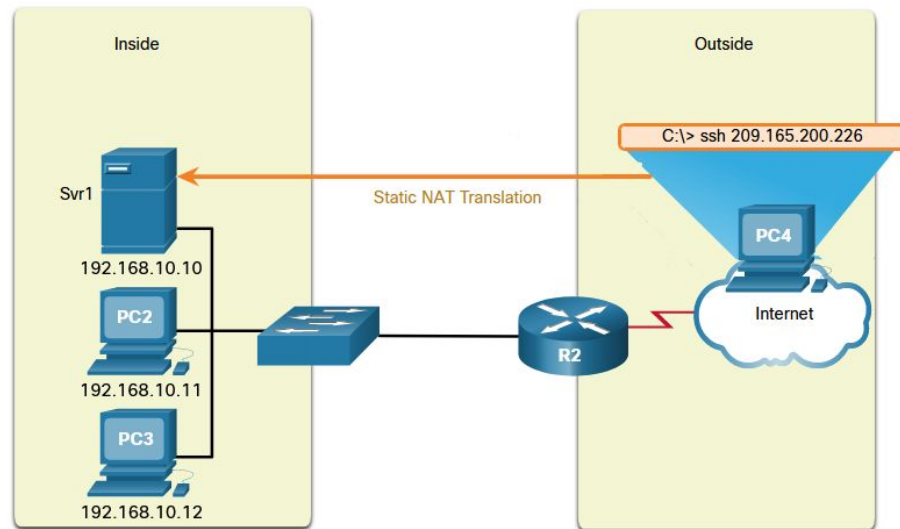 Inside
Outside
C:\> ssh 209.165.200.226
Static NAT Translation
Svr1
192.168.10.10
PC4
Internet
PC2
192.168.10.11
R2
PC3
192.168.10.12